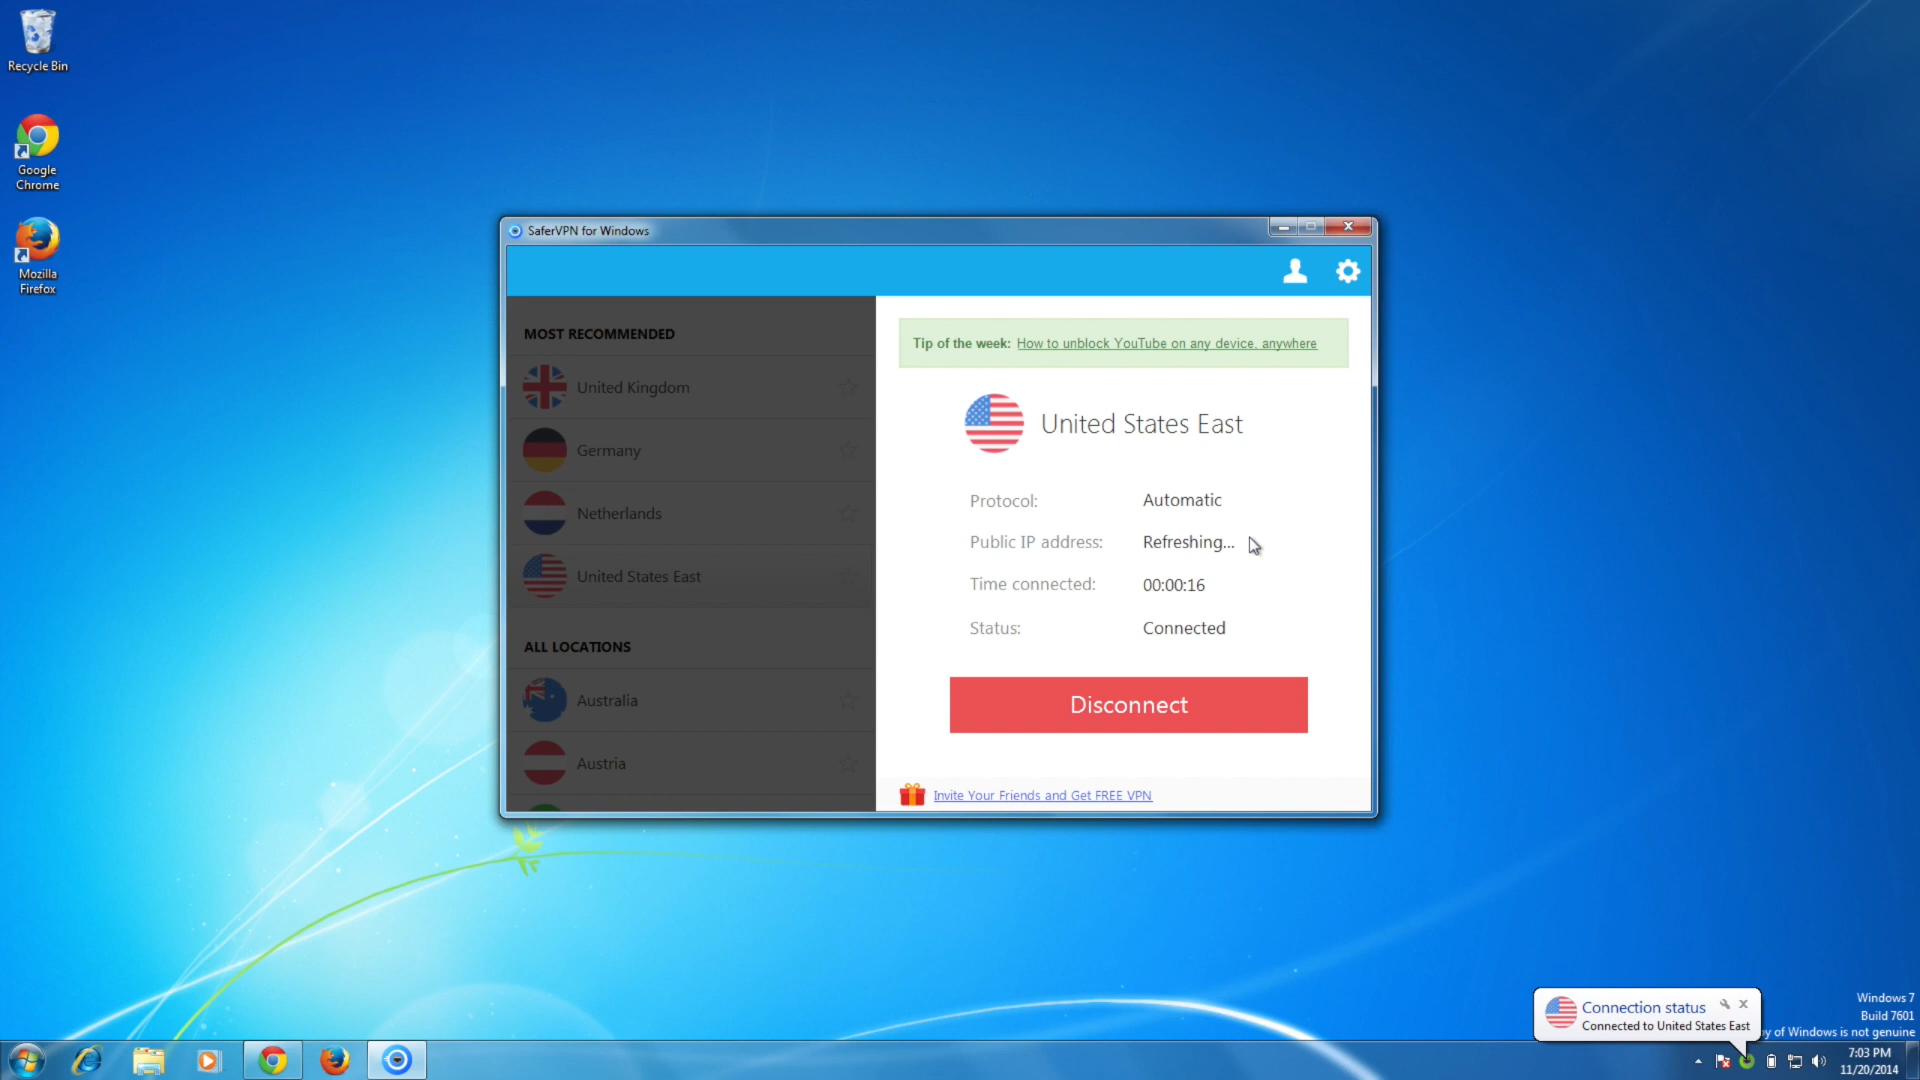 Recycle Bin
Google
Chrome
Mozilla
Firefox
SaferVPN for Windows
MOST RECOMMENDED
United Kingdom
Germany
Netherlands
United States East
ALL LOCATIONS
Australia
Austria
Tip of the week: How to unblock YouTube on any device, anywhere
United States East
Protocol: Automatic
Public IP address: Refreshing...
Time connected: 00:00:16
Status: Connected
Disconnect
Invite Your Friends and Get FREE VPN
Connection status
Connected to United States East
Windows 7
Build 7601
of Windows is not genuine
7:03 PM
11/20/2014